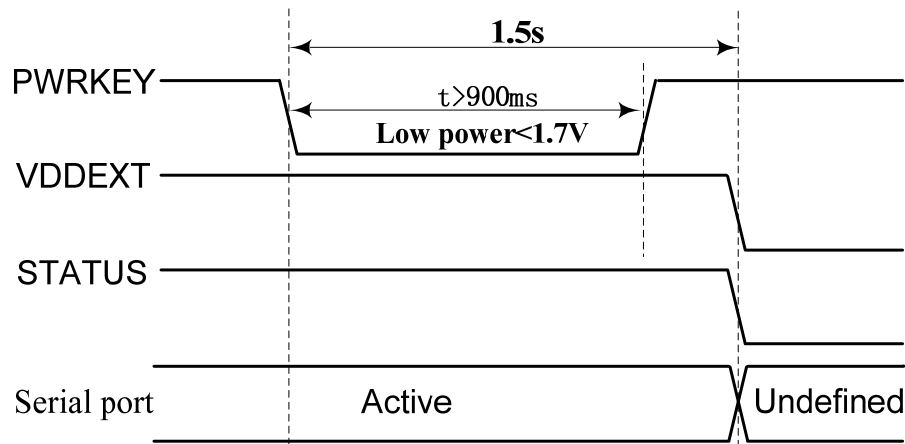 1.5s
PWRKEY
t>900ms
Low power<1.7V
VDDEXT
STATUS
Serial port Active Undefined